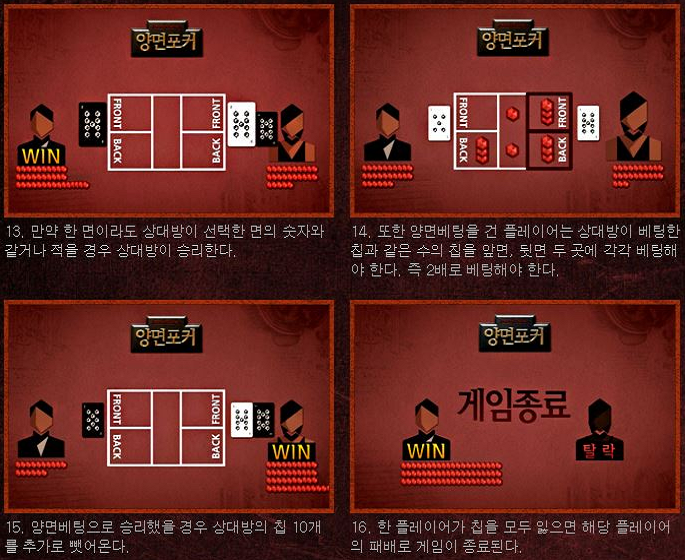 양면포커
FRONT
BACK
FRONT
BACK
WIN
13. 만약 한 면이라도 상대방이 선택한 면의 숫자와
같거나 적을 경우 상대방이 승리한다.
양면포커
FRONT
BACK
FRONT
BACK
14. 또한 양면베팅을 건 플레이어는 상대방이 베팅한
칩과 같은 수의 칩을 앞면, 뒷면 두 곳에 각각 베팅해
야 한다. 즉 2배로 베팅해야 한다.
양면포커
FRONT
BACK
FRONT
BACK
WIN
15. 양면베팅으로 승리했을 경우 상대방의 칩 10개
를 추가로 뺏어온다.
양면포커
게임종료
WIN
탈락
16. 한 플레이어가 칩을 모두 잃으면 해당 플레이어
의 패배로 게임이 종료된다.